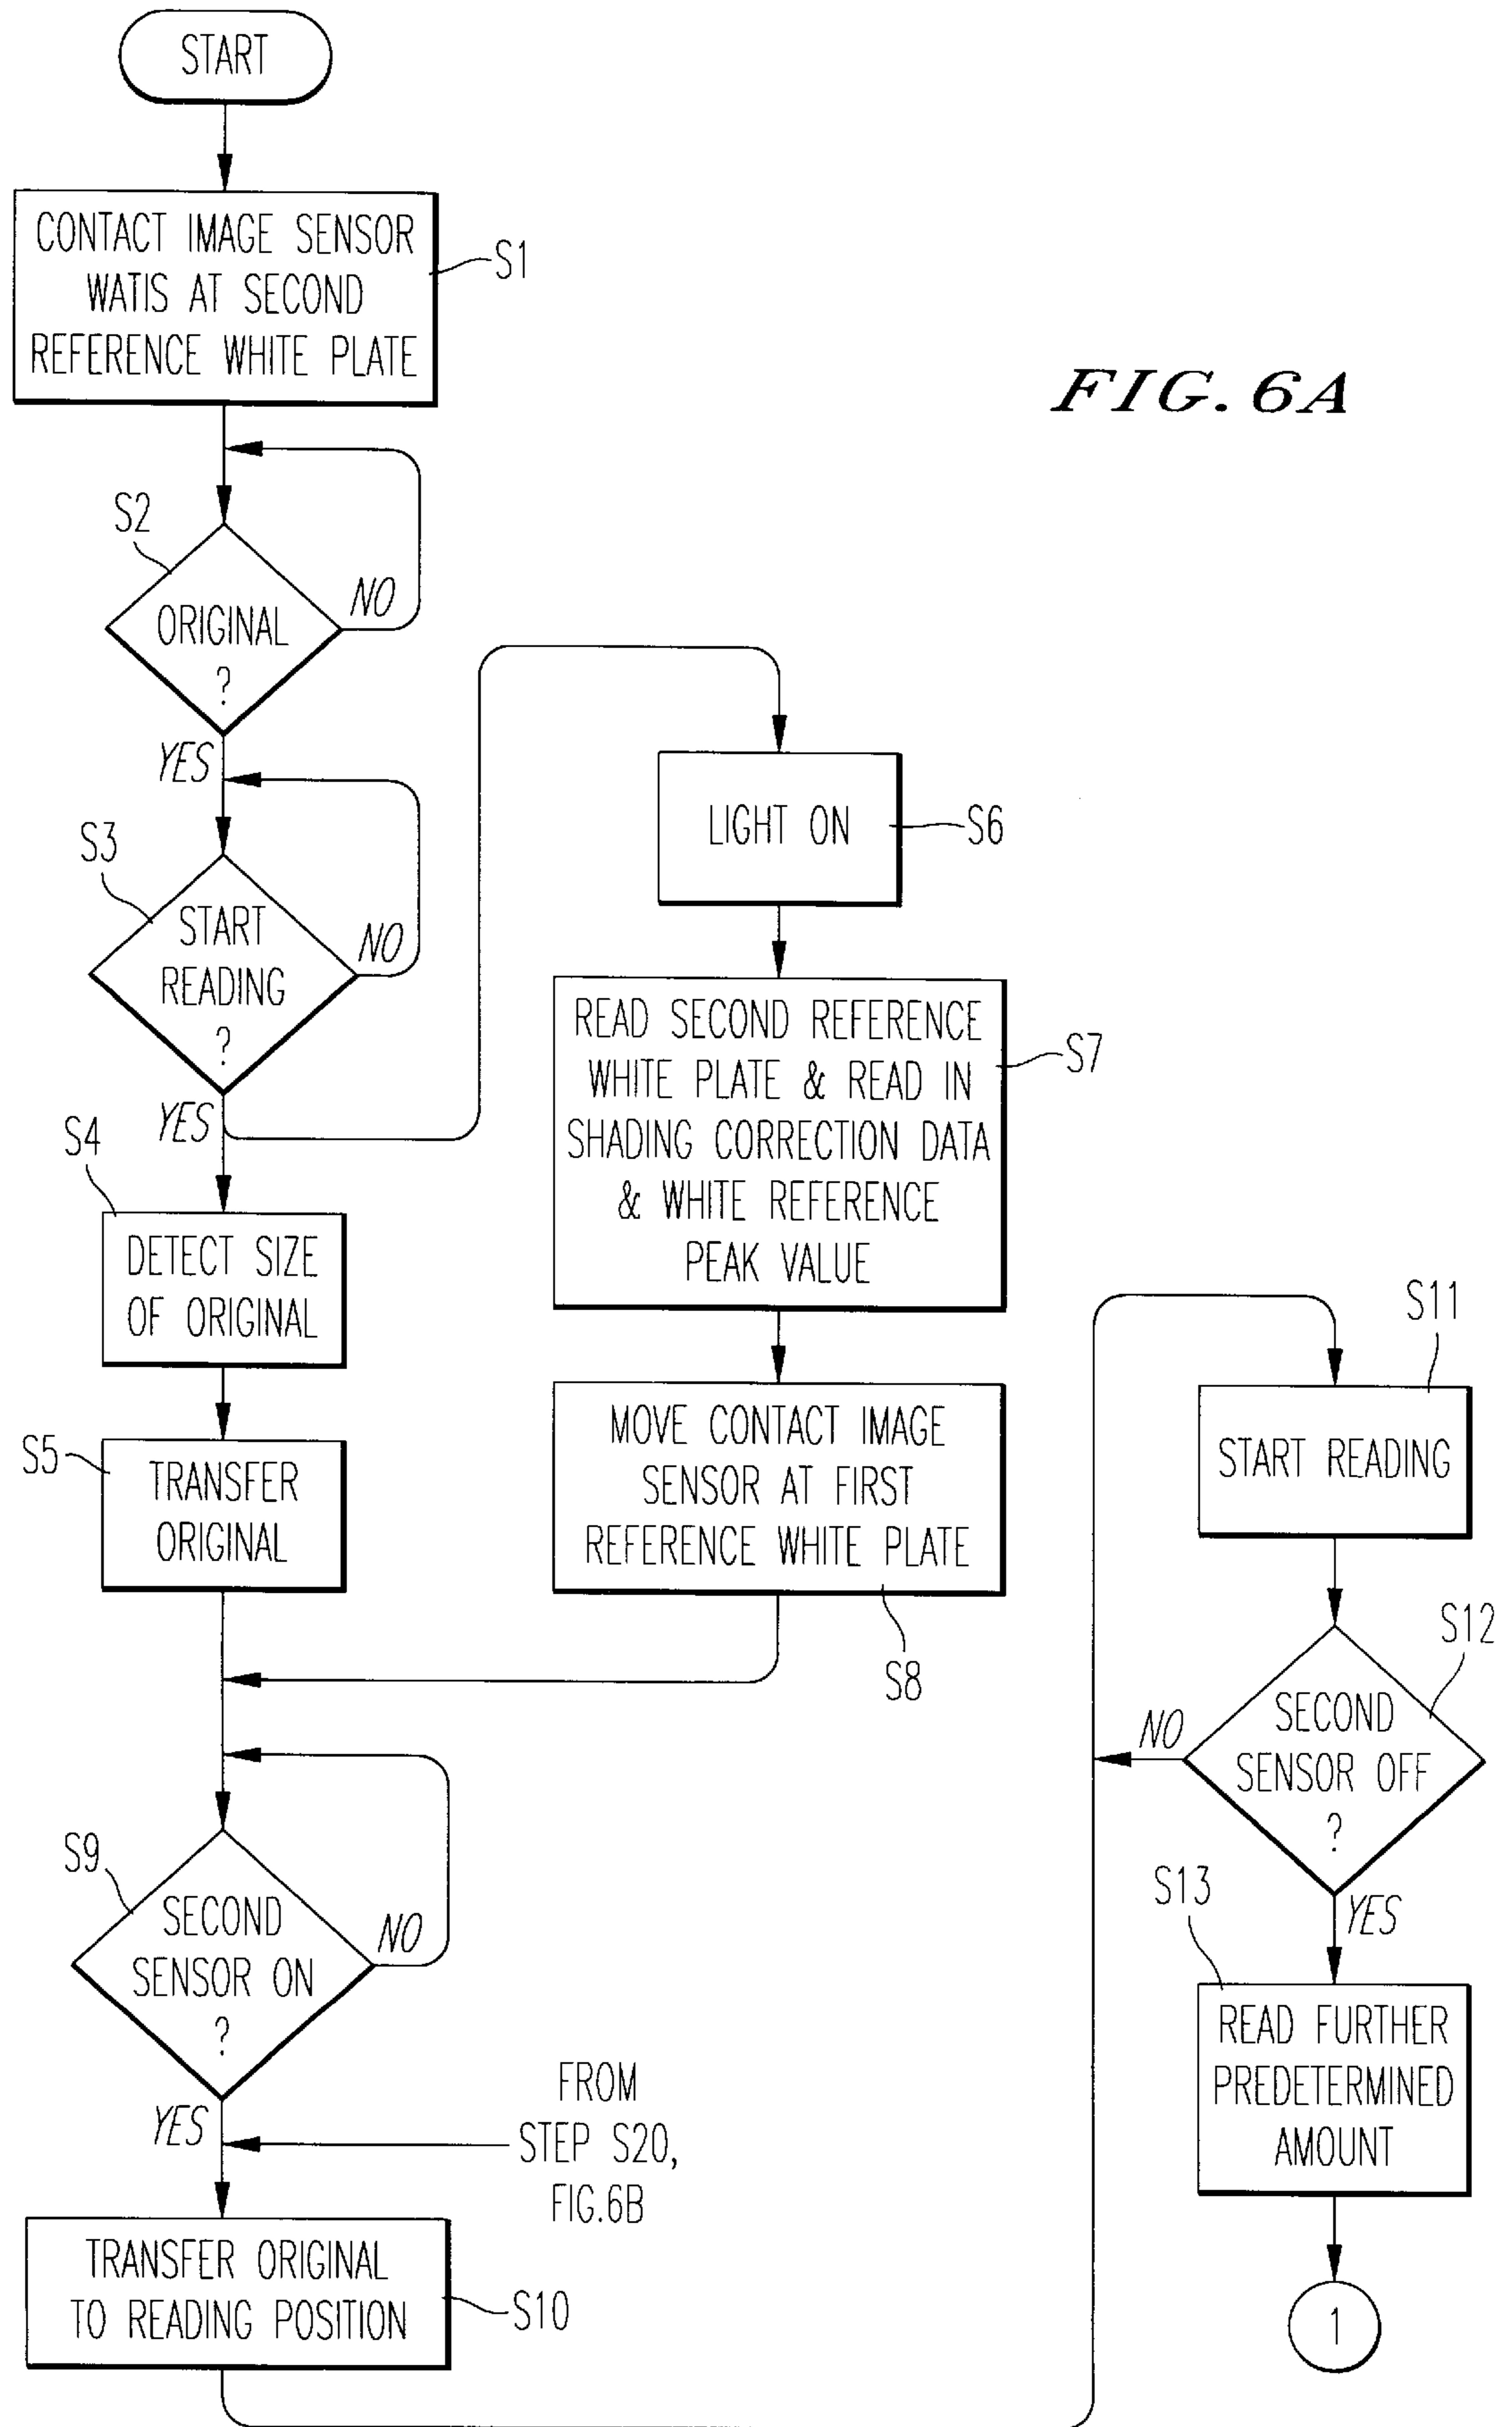 START
CONTACT IMAGE SENSOR
WATIS AT SECOND
REFERENCE WHITE PLATE
S1
FIG. 6A
S2
ORIGINAL
?
NO
YES
S3
START
READING
?
NO
YES
S4
DETECT SIZE
OF ORIGINAL
S5
TRANSFER
ORIGINAL
LIGHT ON
S6
READ SECOND REFERENCE
WHITE PLATE & READ IN
SHADING CORRECTION DATA
& WHITE REFERENCE
PEAK VALUE
S7
MOVE CONTACT IMAGE
SENSOR AT FIRST
REFERENCE WHITE PLATE
S8
S9
SECOND
SENSOR ON
?
NO
YES
FROM
STEP S20,
FIG.6B
TRANSFER ORIGINAL
TO READING POSITION
S10
S11
START READING
S12
SECOND
SENSOR OFF
?
NO
YES
S13
READ FURTHER
PREDETERMINED
AMOUNT
1